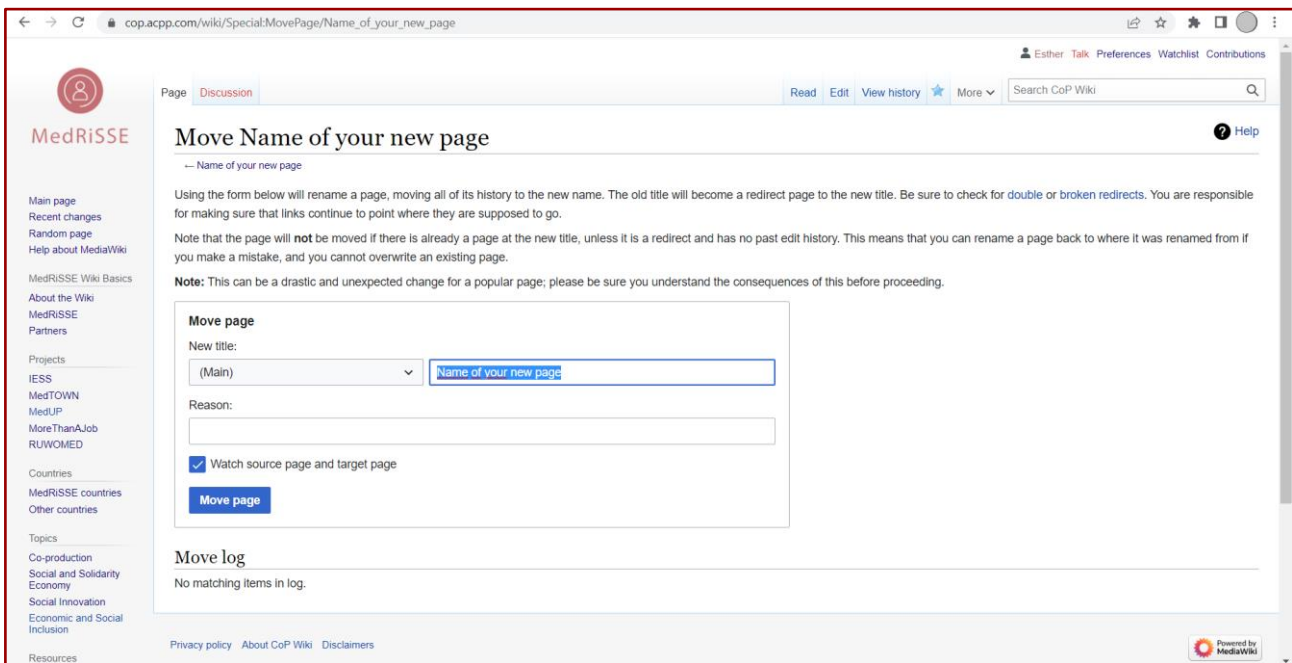 cop.acpp.com/wiki/Special:MovePage/Name_of_your_new_page
Esther Talk Preferences Watchlist Contributions
MedRiSSE
Page Discussion
Read Edit View history More Search CoP Wiki
Move Name of your new page
Help
← Name of your new page
Using the form below will rename a page, moving all of its history to the new name. The old title will become a redirect page to the new title. Be sure to check for double or broken redirects. You are responsible
for making sure that links continue to point where they are supposed to go.
Note that the page will not be moved if there is already a page at the new title, unless it is a redirect and has no past edit history. This means that you can rename a page back to where it was renamed from if
you make a mistake, and you cannot overwrite an existing page.
Note: This can be a drastic and unexpected change for a popular page; please be sure you understand the consequences of this before proceeding.
Move page
New title:
(Main) Name of your new page
Reason:
Watch source page and target page
Move page
Move log
No matching items in log.
Main page
Recent changes
Random page
Help about MediaWiki
MedRiSSE Wiki Basics
About the Wiki
MedRiSSE
Partners
Projects
IESS
MedTOWN
MedUP
MoreThanAJob
RUWOMED
Countries
MedRiSSE countries
Other countries
Topics
Co-production
Social and Solidarity
Economy
Social Innovation
Economic and Social
Inclusion
Resources
Privacy policy About CoP Wiki Disclaimers
Powered by
MediaWiki